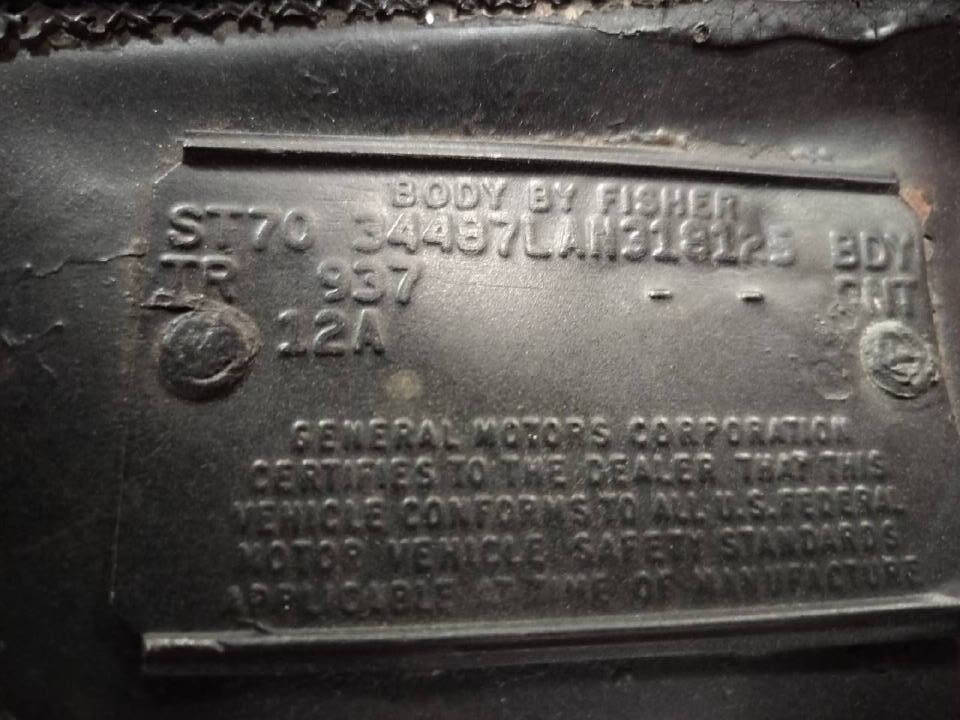 BODY BY FISHER
ST70 34487LAN318125 BDY
TR 937 - - PNT
12A
GENERAL MOTORS CORPORATION
CERTIFIES TO THE DEALER THAT THIS
VEHICLE CONFORMS TO ALL U.S. FEDERAL
MOTOR VEHICLE SAFETY STANDARDS
APPLICABLE AT TIME OF MANUFACTURE